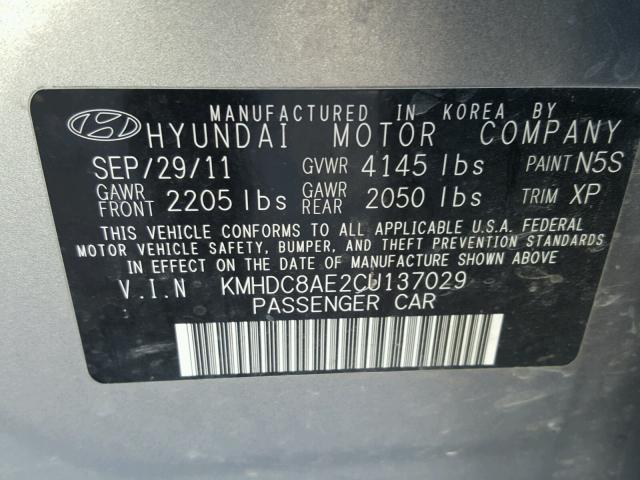 MANUFACTURED IN KOREA BY
HYUNDAI MOTOR COMPANY
SEP/29/11 GVWR 4145 lbs PAINT N5S
GAWR FRONT 2205 lbs GAWR REAR 2050 lbs TRIM XP
THIS VEHICLE CONFORMS TO ALL APPLICABLE U.S.A. FEDERAL
MOTOR VEHICLE SAFETY, BUMPER, AND THEFT PREVENTION STANDARDS
IN EFFECT ON THE DATE OF MANUFACTURE SHOWN ABOVE
V.I.N KMHDC8AE2CU137029
PASSENGER CAR